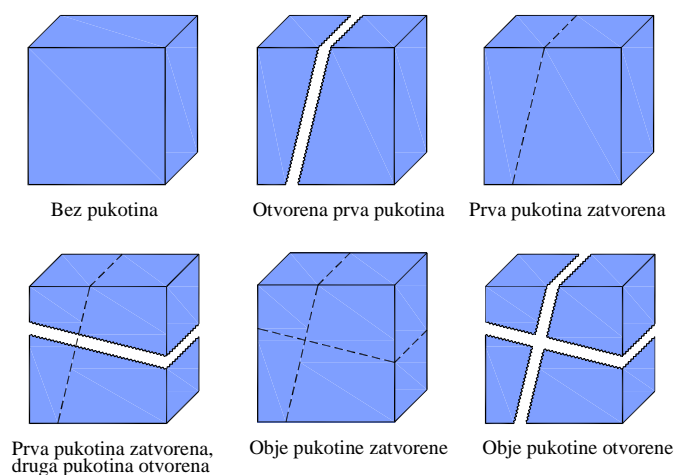 Bez pukotina
Otvorena prva pukotina
Prva pukotina zatvorena
Prva pukotina zatvorena,
druga pukotina otvorena
Obje pukotine zatvorene
Obje pukotine otvorene